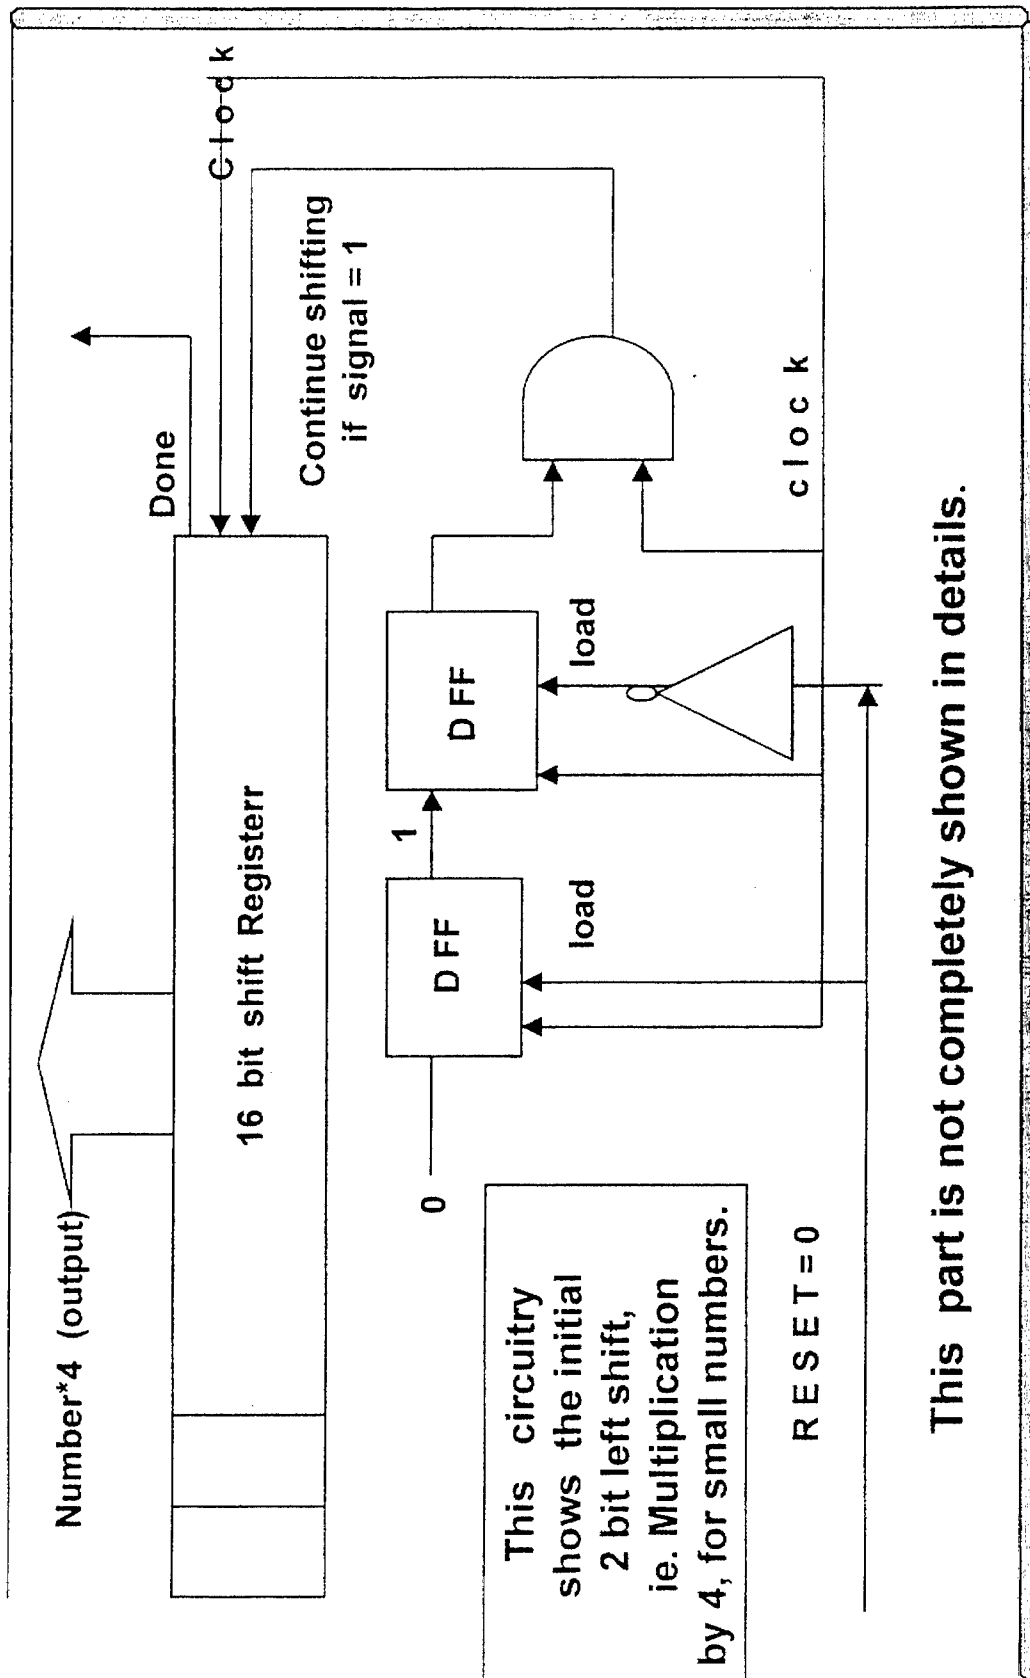 Number*4 (output)
Done
Clock
16 bit shift Registerr
Continue shifting
if signal = 1
0
DFF
1
DFF
load
load
This circuitry
shows the initial
2 bit left shift,
ie. Multiplication
by 4, for small numbers.
RESET=0
clock
This part is not completely shown in details.